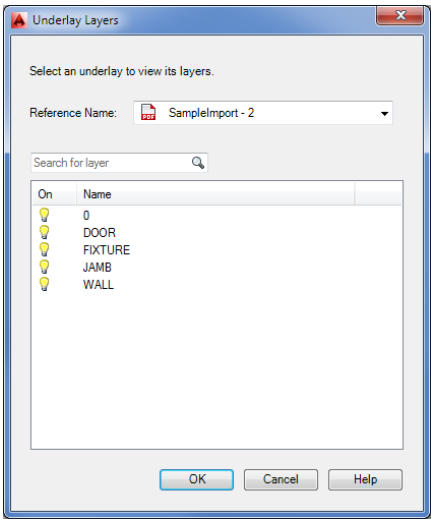 Underlay Layers
Select an underlay to view its layers.
Reference Name: PDF SampleImport - 2
Search for layer
On Name
0
DOOR
FIXTURE
JAMB
WALL
OK Cancel Help